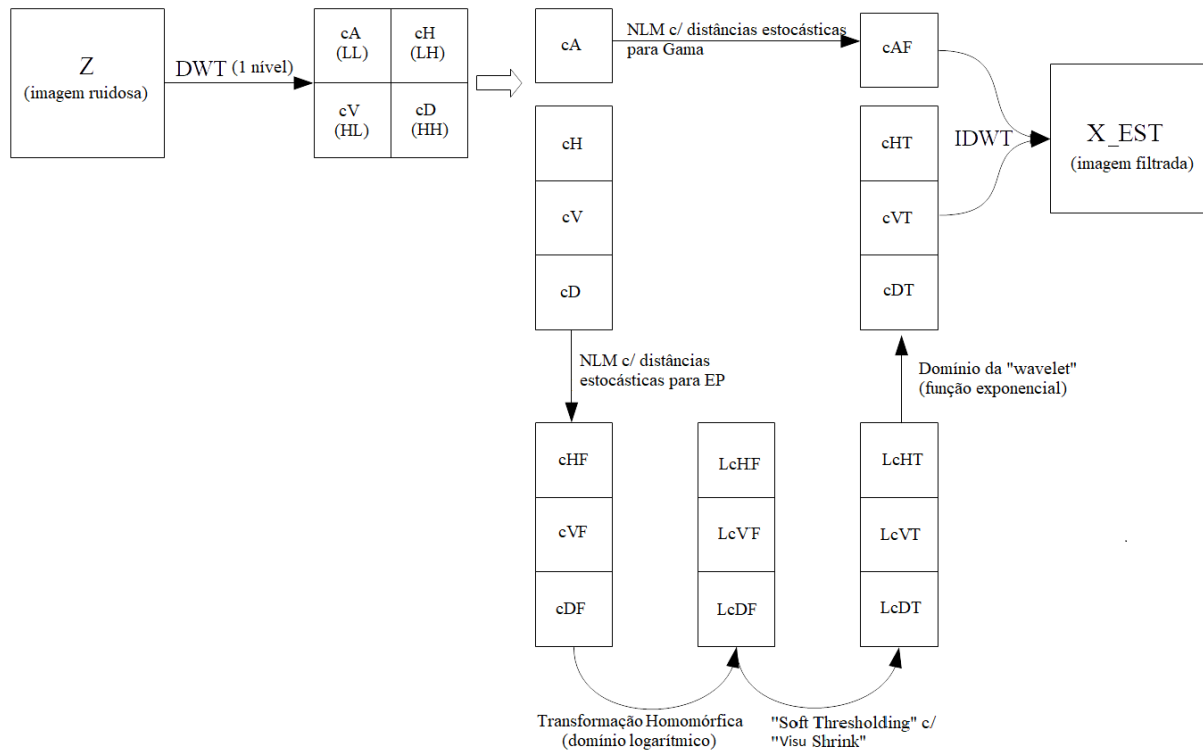 Z
(imagem ruidosa)
DWT (1 nível)
cA
(LL)
cH
(LH)
cV
(HL)
cD
(HH)
cA
NLM c/ distâncias estocásticas
para Gama
cAF
cH
cV
cD
cHT
cVT
cDT
IDWT
X_EST
(imagem filtrada)
NLM c/ distâncias
estocásticas para EP
Domínio da "wavelet"
(função exponencial)
cHF
cVF
cDF
LcHF
LcVF
LcDF
LcHT
LcVT
LcDT
Transformação Homomórfica
(domínio logarítmico)
"Soft Thresholding" c/
"Visu Shrink"